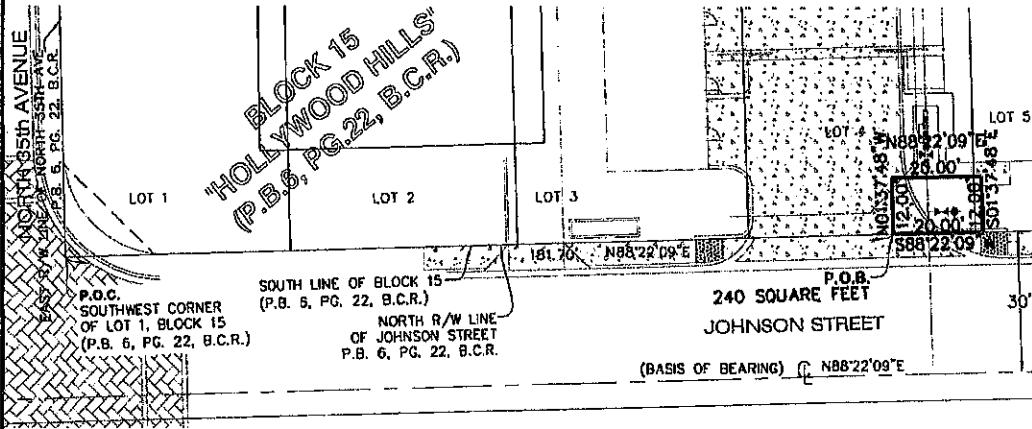 NORTH 35th AVENUE
EAST R/W LINE OF NORTH 35TH AVE
P.B. 6, PG. 22, B.C.R.
BLOCK 15
"HOLLYWOOD HILLS"
(P.B.6, PG.22, B.C.R.)
LOT 1
LOT 2
LOT 3
LOT 4
LOT 5
N88°22'09"E
20.00'
N01°37'48"W
12.00'
12.00'
S01°37'48"E
20.00'
S88°22'09"W
181.70'
N88°22'09"E
P.O.C.
SOUTHWEST CORNER
OF LOT 1, BLOCK 15
(P.B. 6, PG. 22, B.C.R.)
SOUTH LINE OF BLOCK 15
(P.B. 6, PG. 22, B.C.R.)
NORTH R/W LINE
OF JOHNSON STREET
P.B. 6, PG. 22, B.C.R.
P.O.B.
240 SQUARE FEET
JOHNSON STREET
30'
(BASIS OF BEARING) ℄ N88°22'09"E